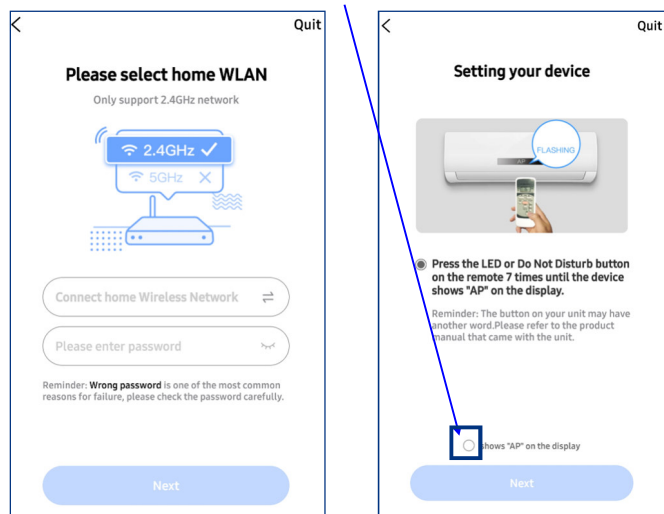 Quit
Please select home WLAN
Only support 2.4GHz network
2.4GHz
5GHz
Connect home Wireless Network
Please enter password
Reminder: Wrong password is one of the most common
reasons for failure, please check the password carefully.
Next
Quit
Setting your device
FLASHING
AP
Press the LED or Do Not Disturb button
on the remote 7 times until the device
shows "AP" on the display.
Reminder: The button on your unit may have
another word.Please refer to the product
manual that came with the unit.
shows "AP" on the display
Next